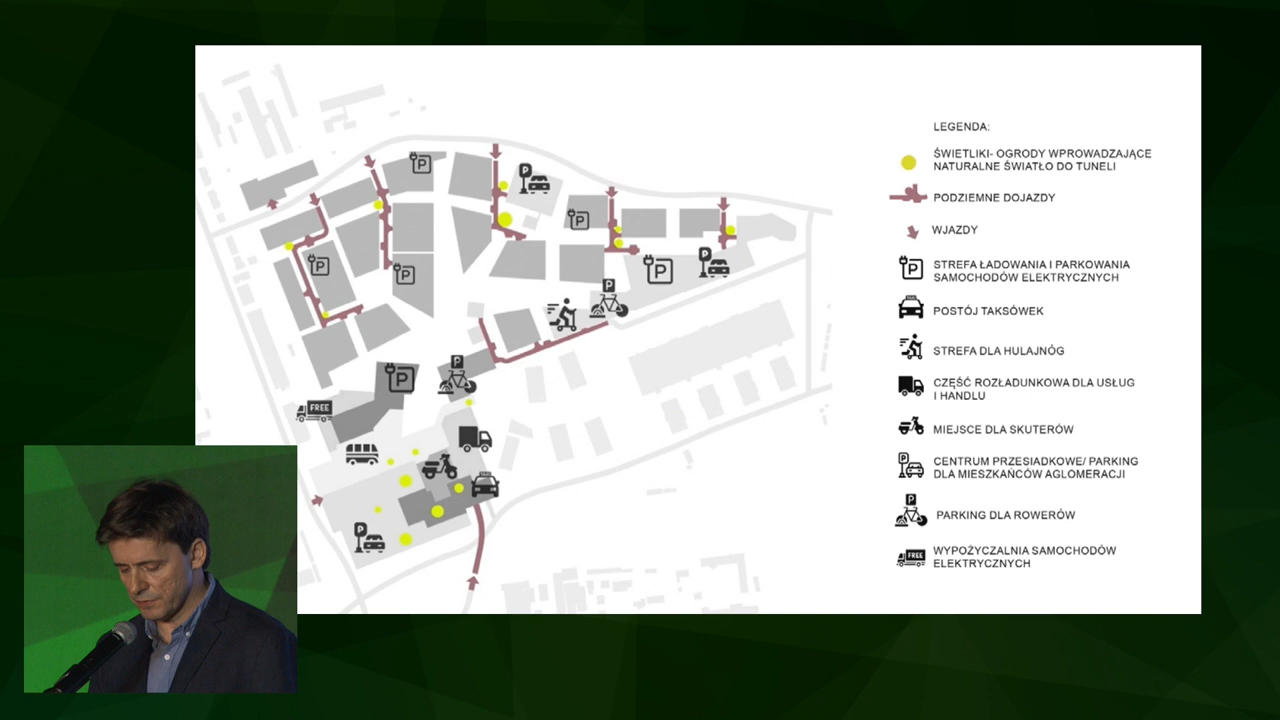 LEGENDA:
ŚWIETLIKI- OGRODY WPROWADZAJĄCE
NATURALNE ŚWIATŁO DO TUNELI
PODZIEMNE DOJAZDY
WJAZDY
STREFA ŁADOWANIA I PARKOWANIA
SAMOCHODÓW ELEKTRYCZNYCH
POSTÓJ TAKSÓWEK
STREFA DLA HULAJNÓG
CZĘŚĆ ROZŁADUNKOWA DLA USŁUG
I HANDLU
MIEJSCE DLA SKUTERÓW
CENTRUM PRZESIADKOWE/ PARKING
DLA MIESZKAŃCÓW AGLOMERACJI
PARKING DLA ROWERÓW
WYPOŻYCZALNIA SAMOCHODÓW
ELEKTRYCZNYCH
P
P
P
P
P
P
P
P
P
P
FREE
P
P
P
P
FREE